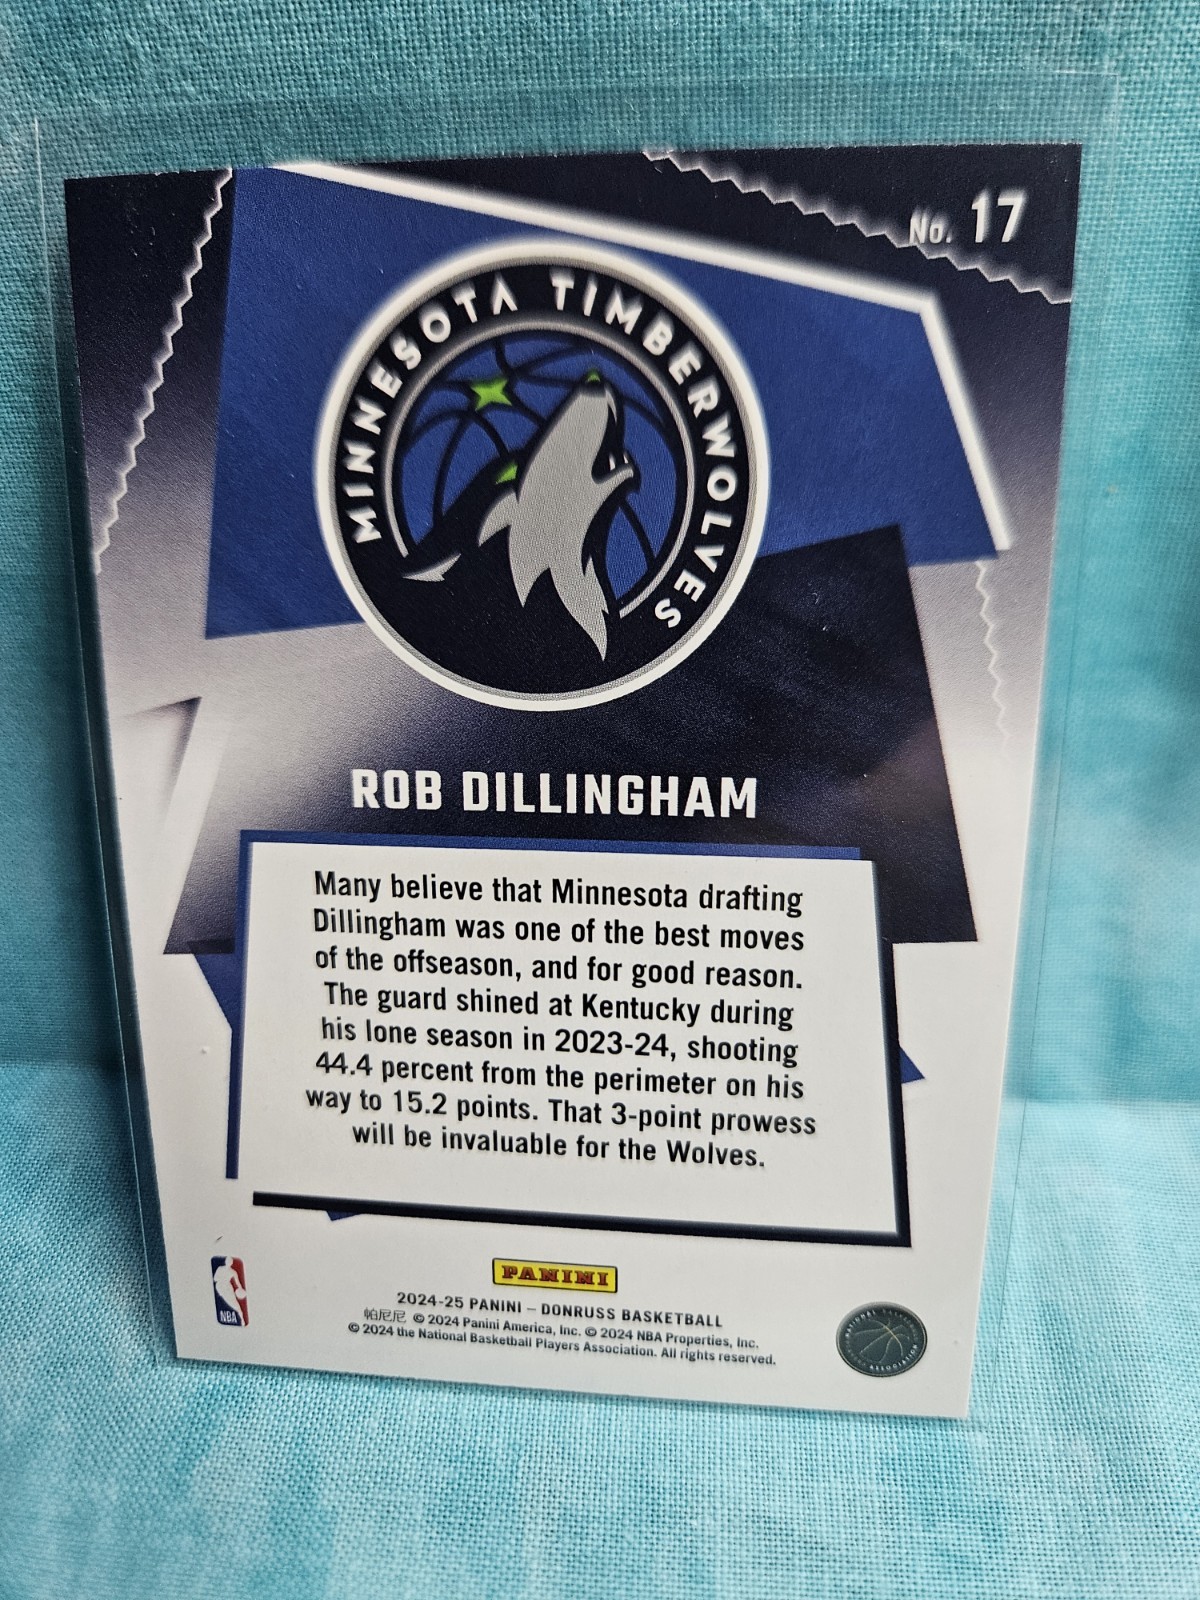 No. 17
MINNESOTA TIMBERWOLVES
ROB DILLINGHAM
Many believe that Minnesota drafting
Dillingham was one of the best moves
of the offseason, and for good reason.
The guard shined at Kentucky during
his lone season in 2023-24, shooting
44.4 percent from the perimeter on his
way to 15.2 points. That 3-point prowess
will be invaluable for the Wolves.
PANINI
NBA
2024-25 PANINI – DONRUSS BASKETBALL
帕尼尼 © 2024 Panini America, Inc. © 2024 NBA Properties, Inc.
© 2024 the National Basketball Players Association. All rights reserved.
NATIONAL BASKETBALL
PLAYERS ASSOCIATION